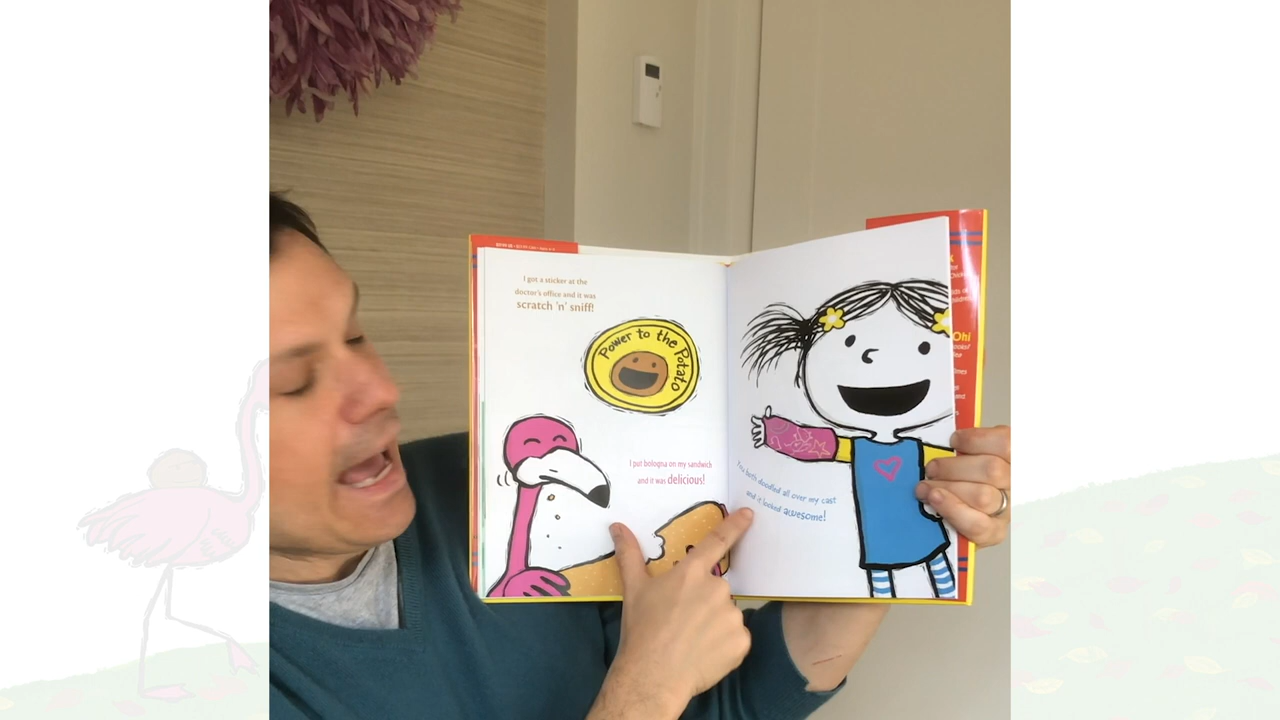 I got a sticker at the
doctor's office and it was
scratch 'n' sniff!
Power to the Potato
I put bologna on my sandwich
and it was delicious!
You both doodled all over my cast
and it looked awesome!
Ohi